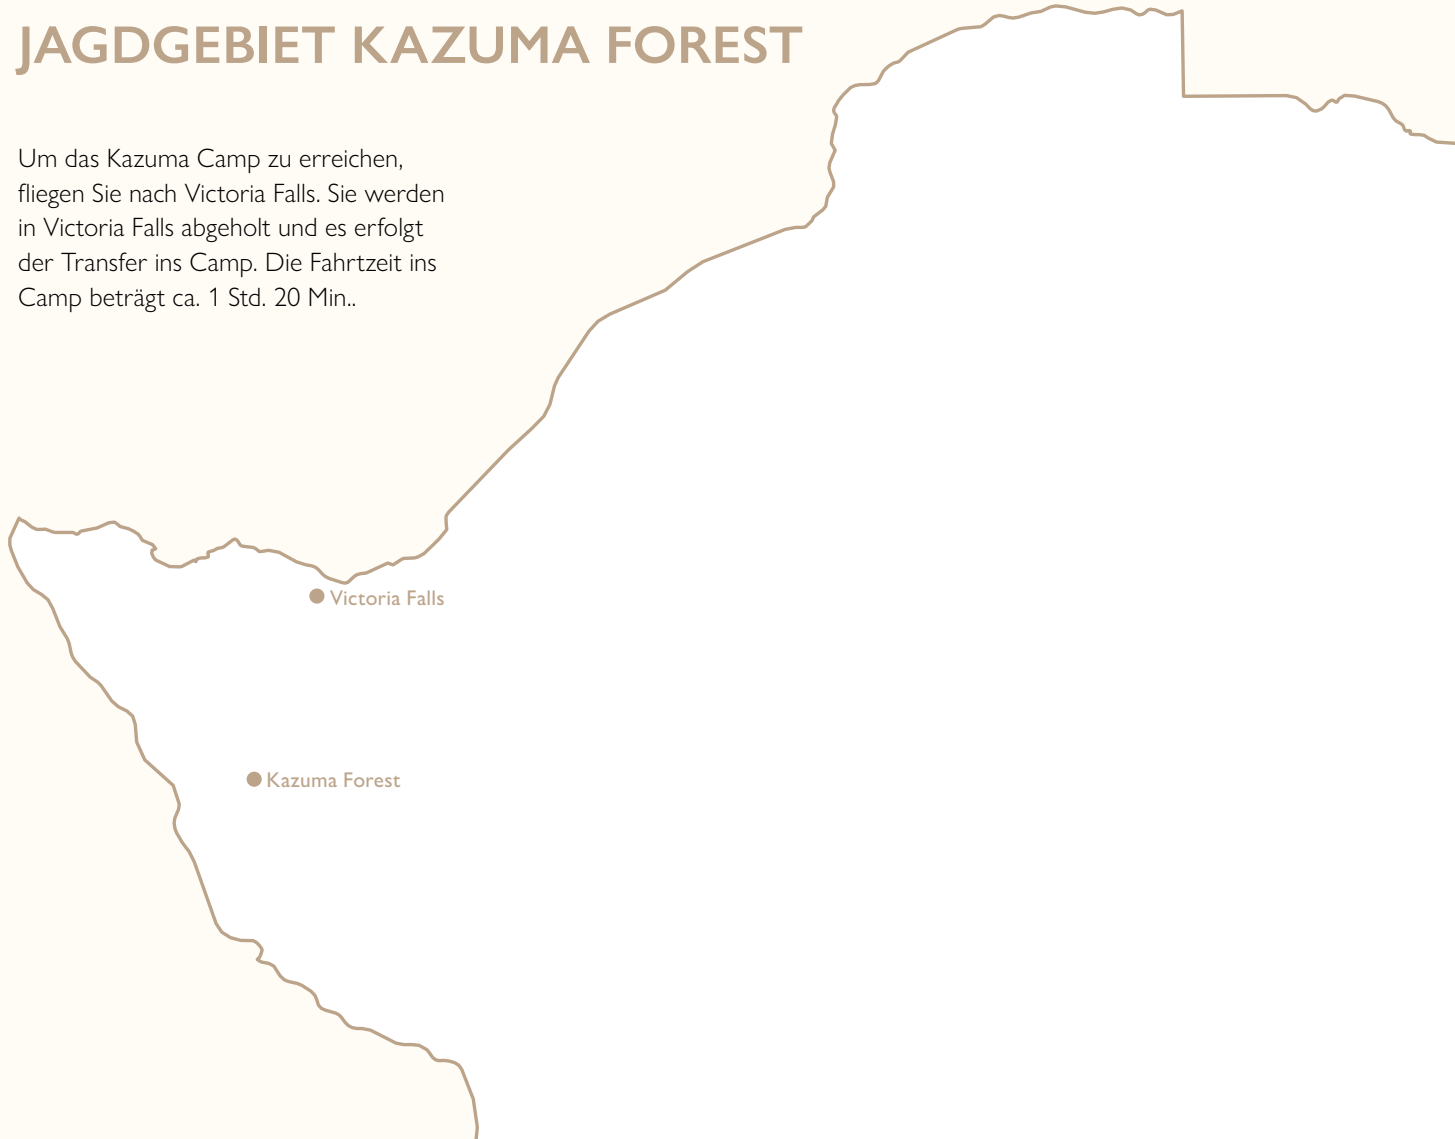 JAGDGEBIET KAZUMA FOREST
Um das Kazuma Camp zu erreichen,
fliegen Sie nach Victoria Falls. Sie werden
in Victoria Falls abgeholt und es erfolgt
der Transfer ins Camp. Die Fahrtzeit ins
Camp beträgt ca. 1 Std. 20 Min..
Victoria Falls
Kazuma Forest